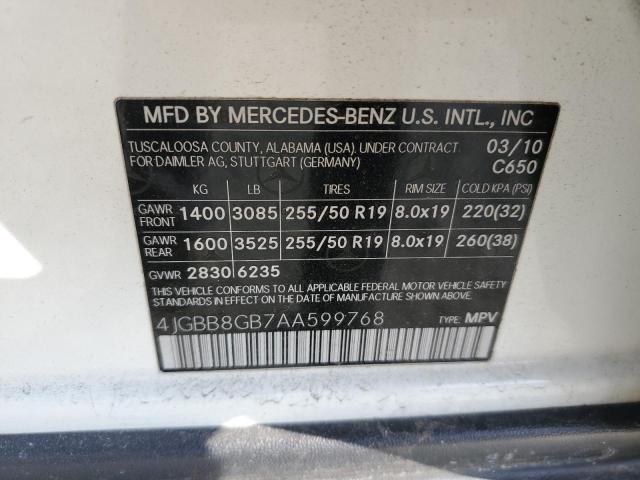 MFD BY MERCEDES-BENZ U.S. INTL., INC
TUSCALOOSA COUNTY, ALABAMA (USA). UNDER CONTRACT 03/10
FOR DAIMLER AG, STUTTGART (GERMANY) C650
KG LB TIRES RIM SIZE COLD KPA (PSI)
GAWR FRONT 1400 3085 255/50 R19 8.0x19 220(32)
GAWR REAR 1600 3525 255/50 R19 8.0x19 260(38)
GVWR 2830 6235
THIS VEHICLE CONFORMS TO ALL APPLICABLE FEDERAL MOTOR VEHICLE SAFETY
STANDARDS IN EFFECT ON THE DATE OF MANUFACTURE SHOWN ABOVE.
4JGBB8GB7AA599768 TYPE: MPV